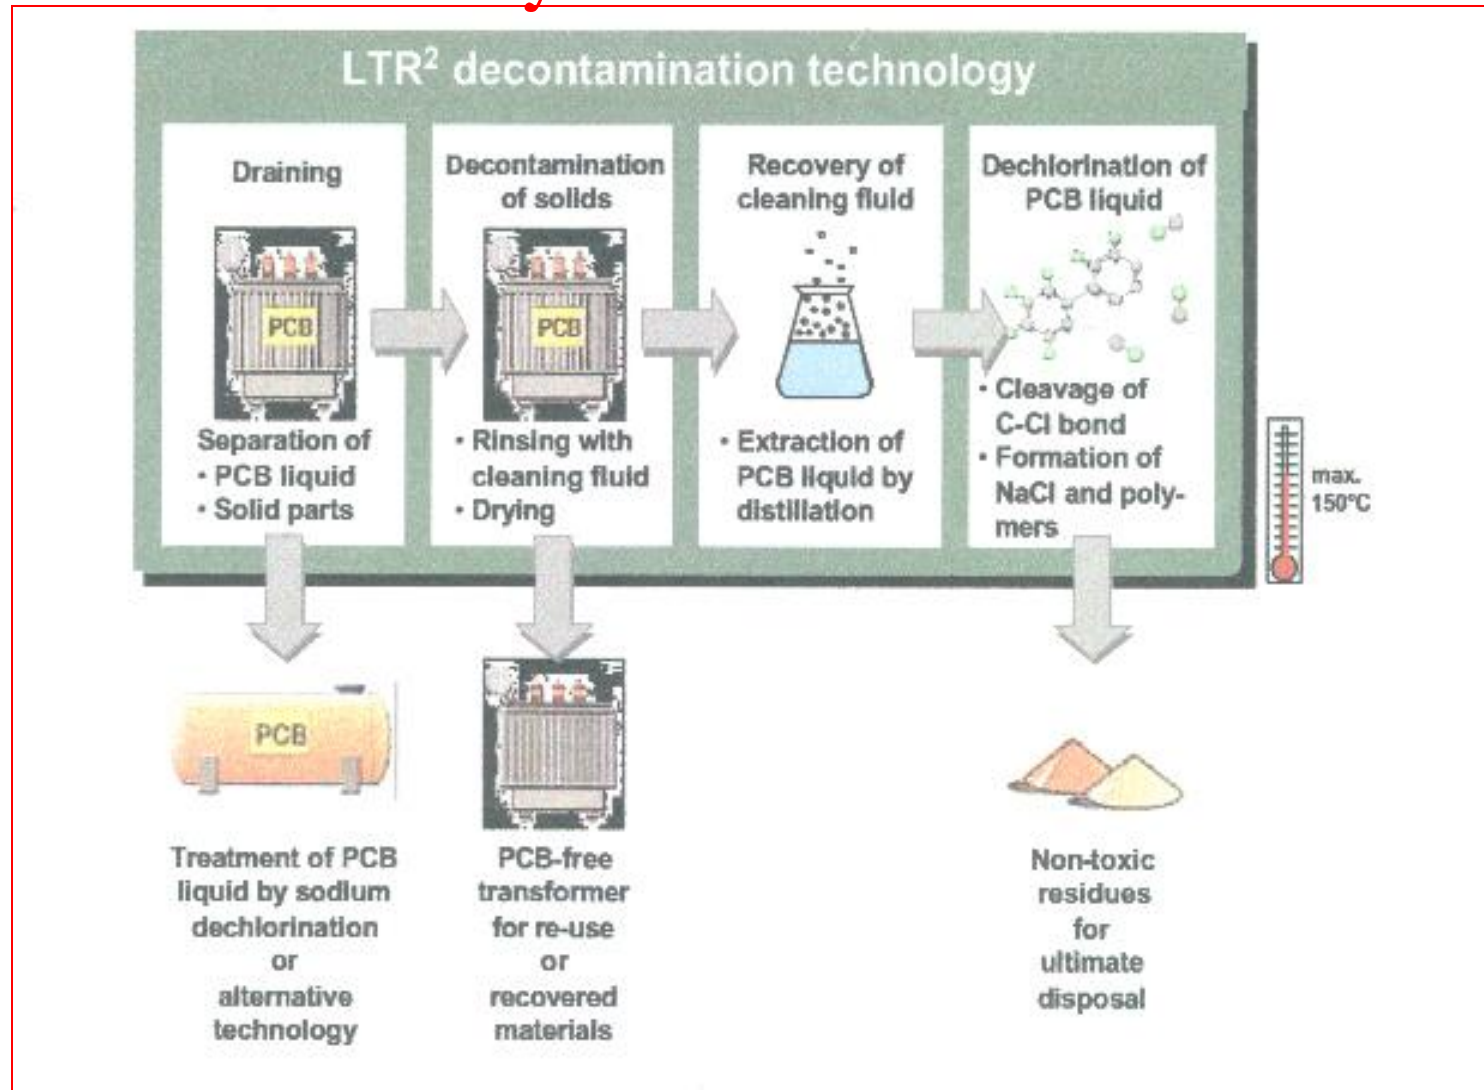 LTR² decontamination technology
Draining
PCB
Separation of
• PCB liquid
• Solid parts
Decontamination
of solids
PCB
• Rinsing with
cleaning fluid
• Drying
Recovery of
cleaning fluid
• Extraction of
PCB liquid by
distillation
Dechlorination of
PCB liquid
• Cleavage of
C-Cl bond
• Formation of
NaCl and poly-
mers
max.
150°C
PCB
Treatment of PCB
liquid by sodium
dechlorination
or
alternative
technology
PCB-free
transformer
for re-use
or
recovered
materials
Non-toxic
residues
for
ultimate
disposal